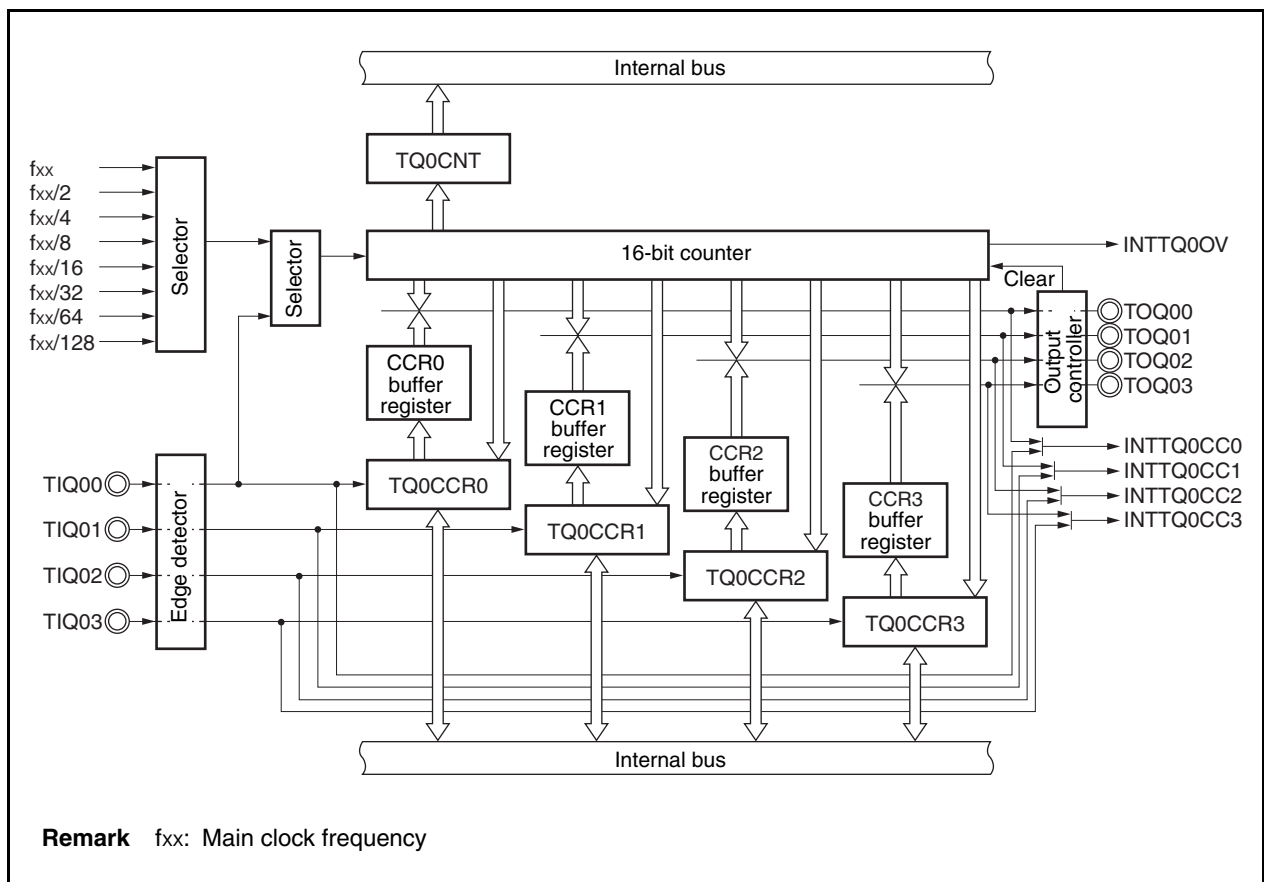 Internal bus
TQ0CNT
fxx
fxx/2
fxx/4
fxx/8
fxx/16
fxx/32
fxx/64
fxx/128
Selector
Selector
16-bit counter
INTTQ0OV
Clear
TOQ00
TOQ01
TOQ02
TOQ03
Output
controller
CCR0
buffer
register
CCR1
buffer
register
CCR2
buffer
register
CCR3
buffer
register
INTTQ0CC0
INTTQ0CC1
INTTQ0CC2
INTTQ0CC3
TIQ00
TIQ01
TIQ02
TIQ03
Edge detector
TQ0CCR0
TQ0CCR1
TQ0CCR2
TQ0CCR3
Internal bus
Remark fxx: Main clock frequency